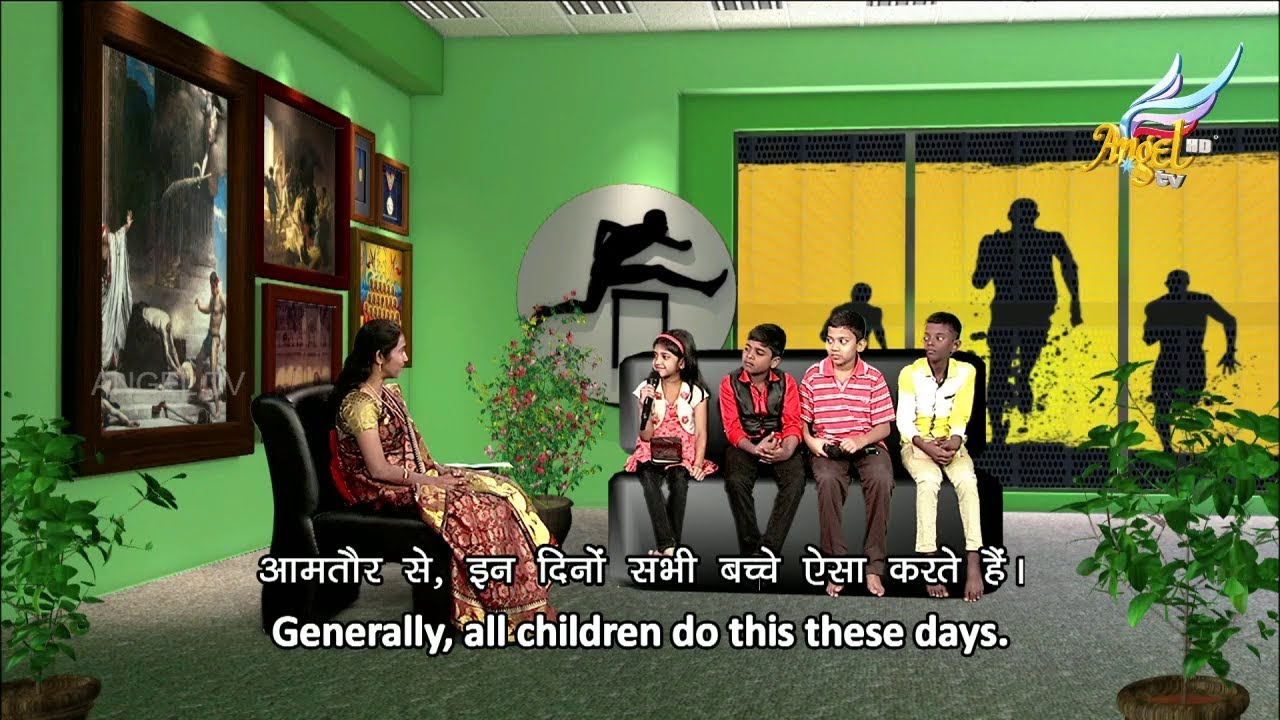 Angel HD
tv
ANGEL TV
आमतौर से, इन दिनों सभी बच्चे ऐसा करते हैं।
Generally, all children do this these days.